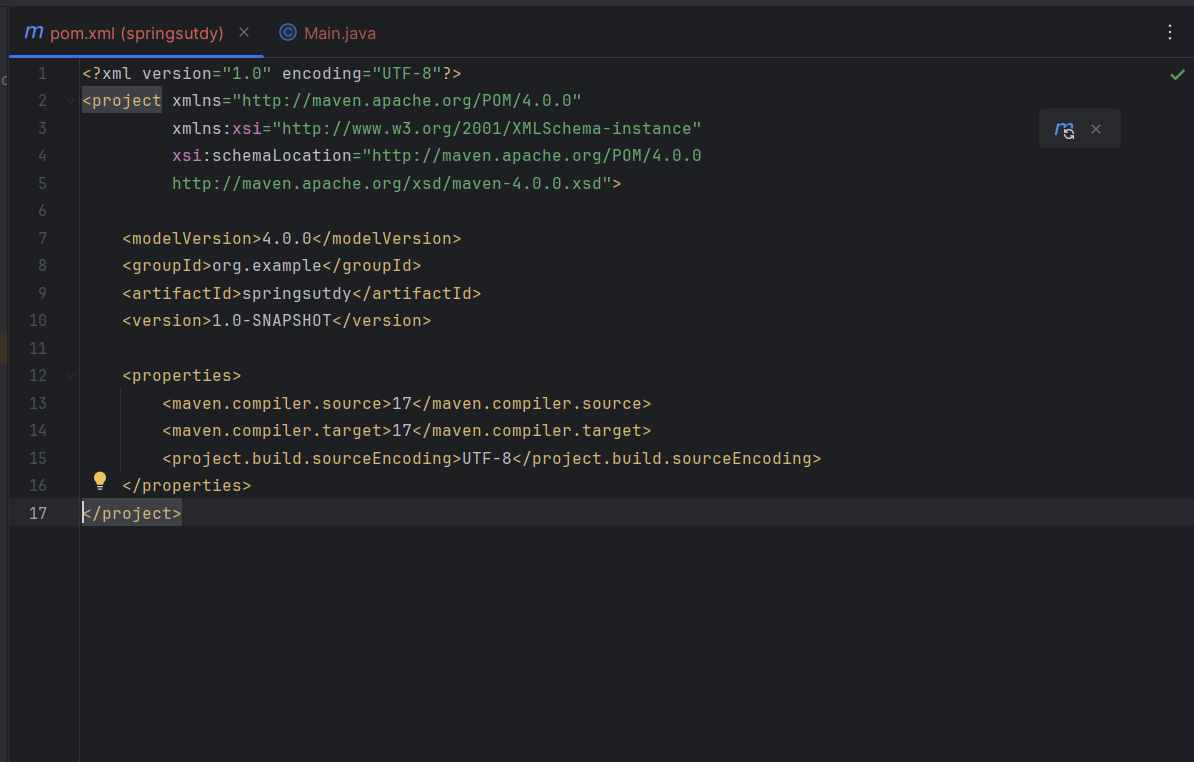 pom.xml (springsutdy)
Main.java
1 <?xml version="1.0" encoding="UTF-8"?>
2 <project xmlns="http://maven.apache.org/POM/4.0.0"
3 xmlns:xsi="http://www.w3.org/2001/XMLSchema-instance"
4 xsi:schemaLocation="http://maven.apache.org/POM/4.0.0
5 http://maven.apache.org/xsd/maven-4.0.0.xsd">
6
7 <modelVersion>4.0.0</modelVersion>
8 <groupId>org.example</groupId>
9 <artifactId>springsutdy</artifactId>
10 <version>1.0-SNAPSHOT</version>
11
12 <properties>
13 <maven.compiler.source>17</maven.compiler.source>
14 <maven.compiler.target>17</maven.compiler.target>
15 <project.build.sourceEncoding>UTF-8</project.build.sourceEncoding>
16 </properties>
17 </project>